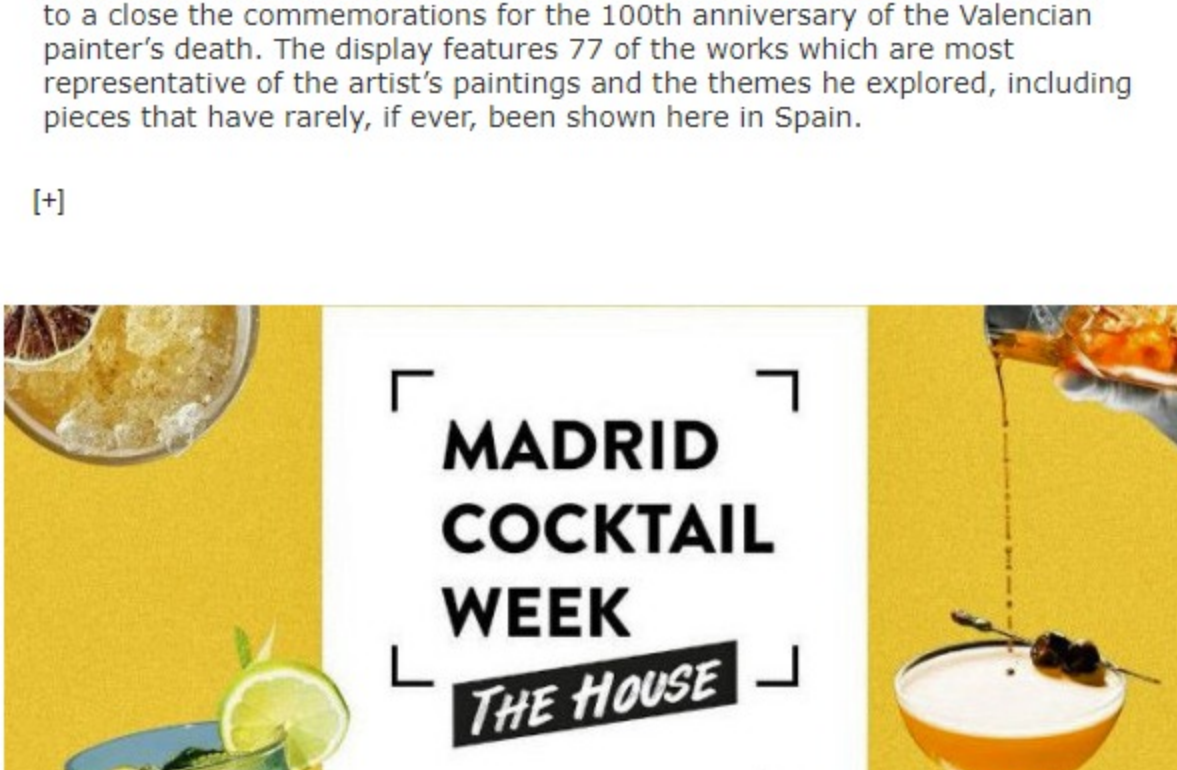 to a close the commemorations for the 100th anniversary of the Valencian
painter’s death. The display features 77 of the works which are most
representative of the artist’s paintings and the themes he explored, including
pieces that have rarely, if ever, been shown here in Spain.
[+]
MADRID
COCKTAIL
WEEK
THE HOUSE